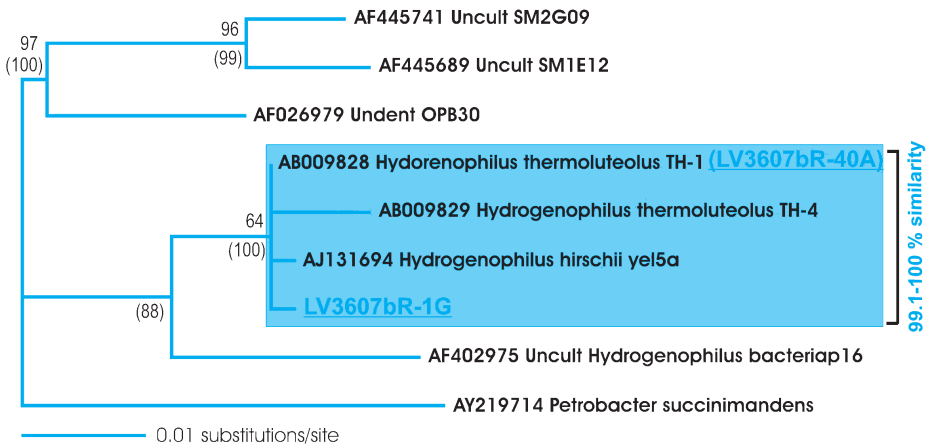 AF445741 Uncult SM2G09
96
97
(99)
(100)
AF445689 Uncult SM1E12
AF026979 Undent OPB30
AB009828 Hydorenophilus thermoluteolus TH-1 (LV3607bR-40A)
AB009829 Hydrogenophilus thermoluteolus TH-4
64
(100)
AJ131694 Hydrogenophilus hirschii yel5a
LV3607bR-1G
(88)
99.1-100 % similarity
AF402975 Uncult Hydrogenophilus bacteriap16
AY219714 Petrobacter succinimandens
0.01 substitutions/site